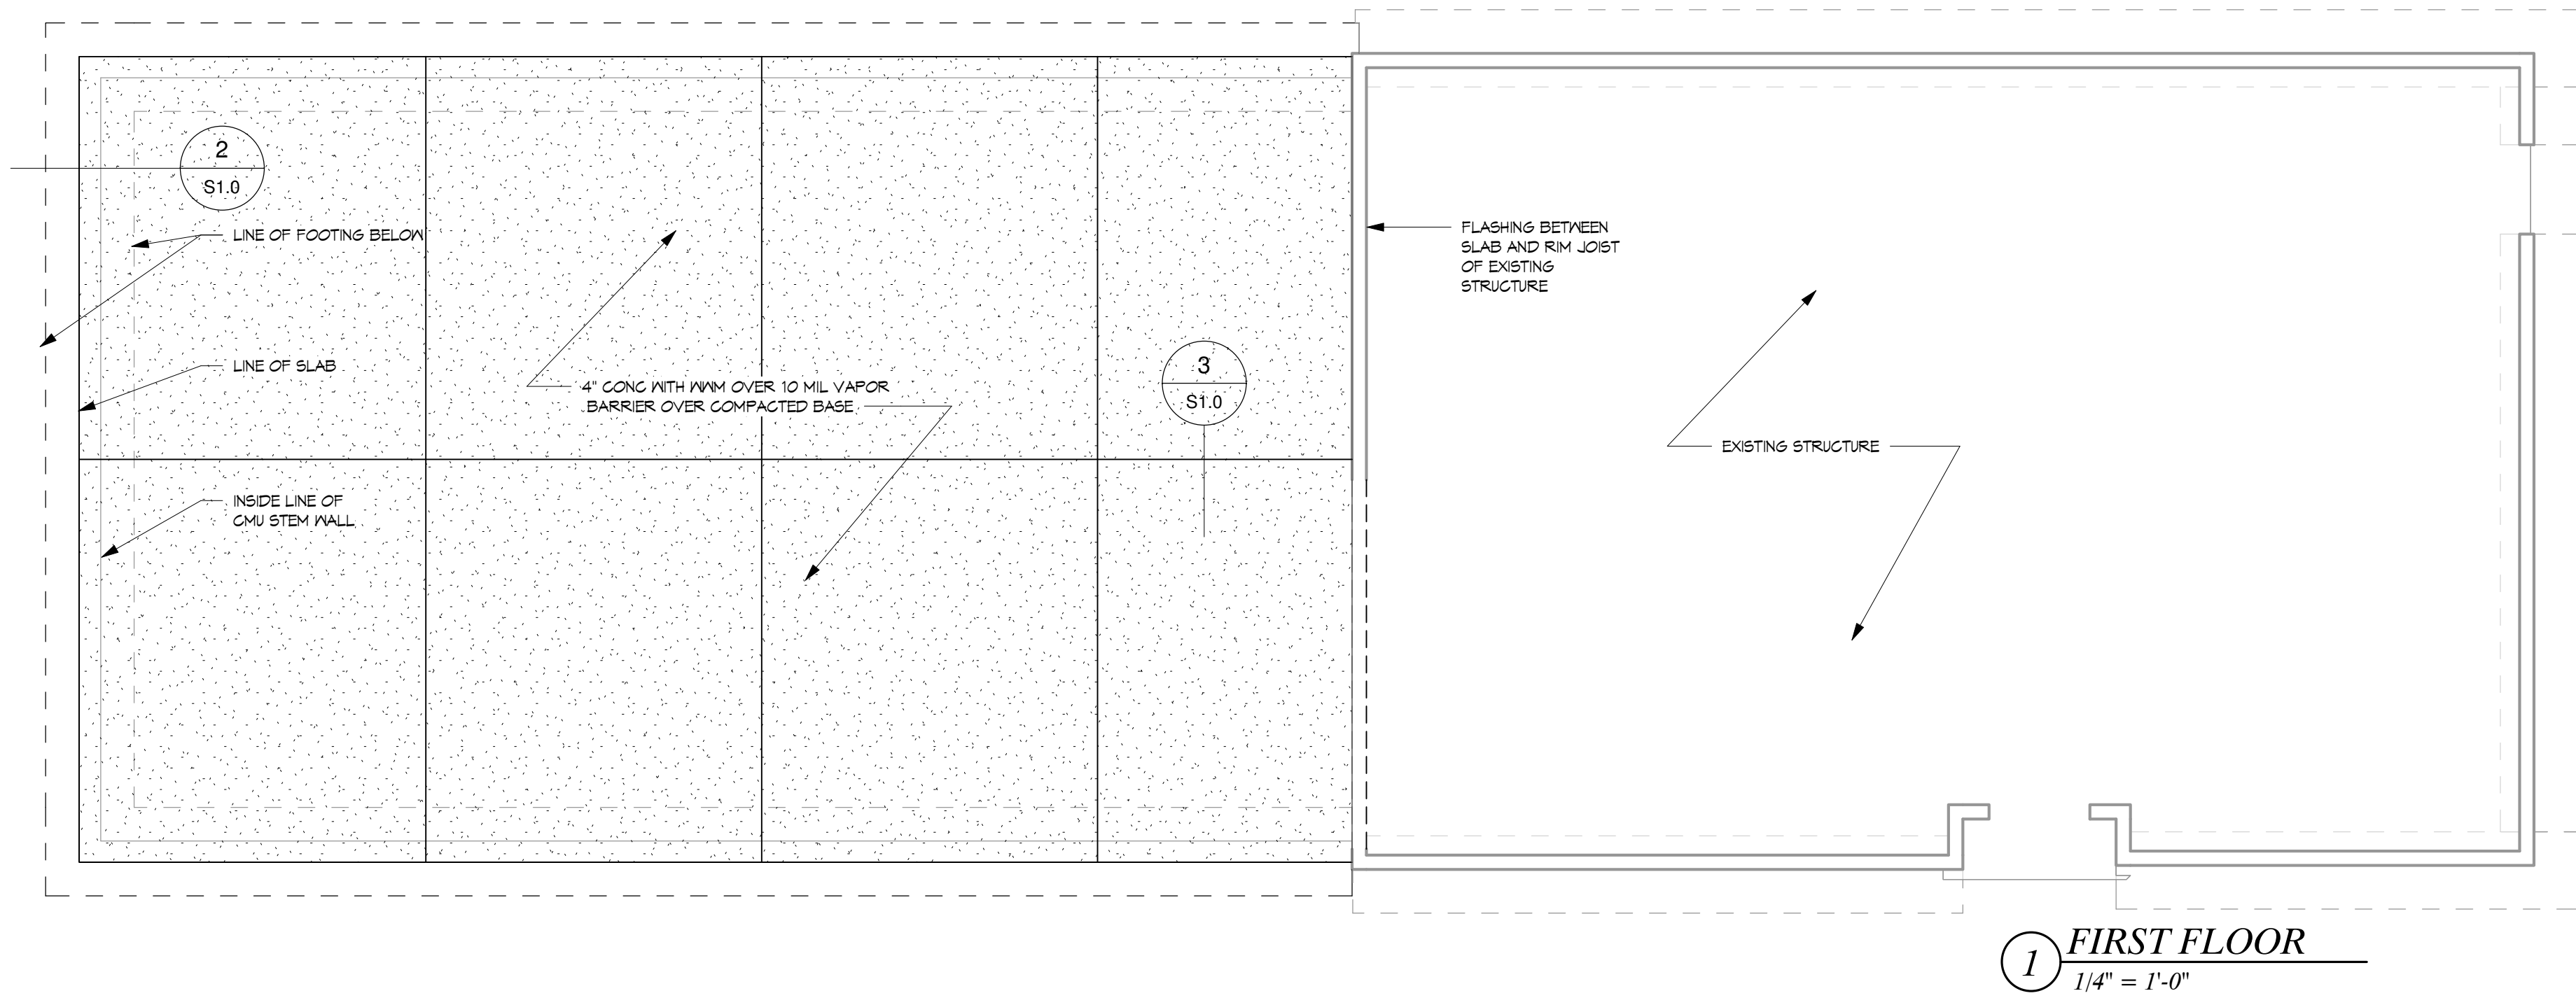 2
S1.0
LINE OF FOOTING BELOW
LINE OF SLAB
INSIDE LINE OF
CMU STEM WALL
4" CONC WITH WWM OVER 10 MIL VAPOR
BARRIER OVER COMPACTED BASE
3
S1.0
FLASHING BETWEEN
SLAB AND RIM JOIST
OF EXISTING
STRUCTURE
EXISTING STRUCTURE
1 FIRST FLOOR
1/4" = 1'-0"